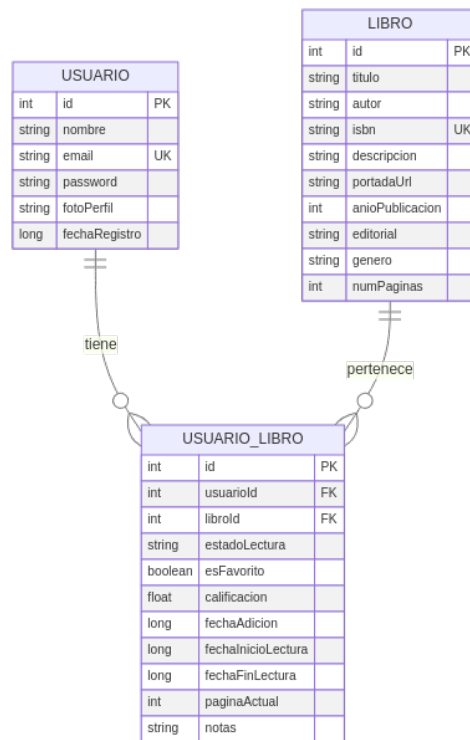 USUARIO
int id PK
string nombre
string email UK
string password
string fotoPerfil
long fechaRegistro
LIBRO
int id PK
string titulo
string autor
string isbn UK
string descripcion
string portadaUrl
int anioPublicacion
string editorial
string genero
int numPaginas
tiene
pertenece
USUARIO_LIBRO
int id PK
int usuarioId FK
int libroId FK
string estadoLectura
boolean esFavorito
float calificacion
long fechaAdicion
long fechaInicioLectura
long fechaFinLectura
int paginaActual
string notas